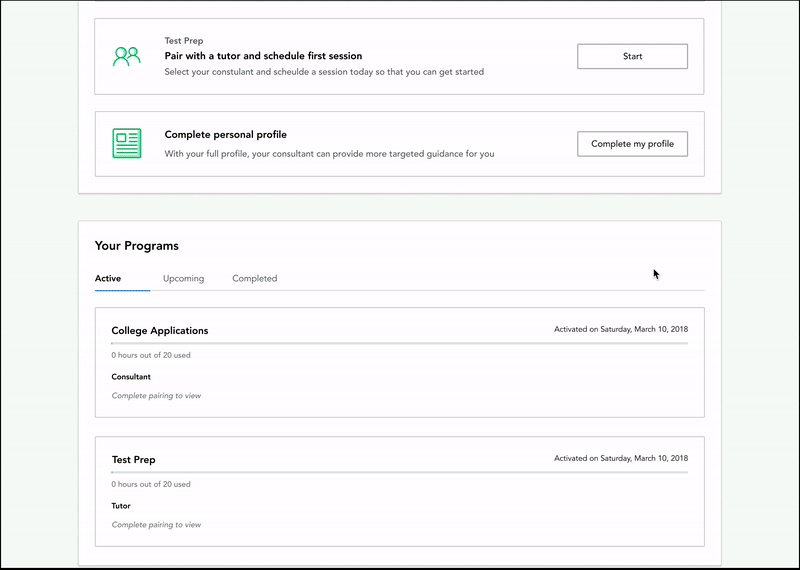 Test Prep
Pair with a tutor and schedule first session
Select your constulant and scheulde a session today so that you can get started
Start
Complete personal profile
With your full profile, your consultant can provide more targeted guidance for you
Complete my profile
Your Programs
Active Upcoming Completed
College Applications Activated on Saturday, March 10, 2018
0 hours out of 20 used
Consultant
Complete pairing to view
Test Prep Activated on Saturday, March 10, 2018
0 hours out of 20 used
Tutor
Complete pairing to view